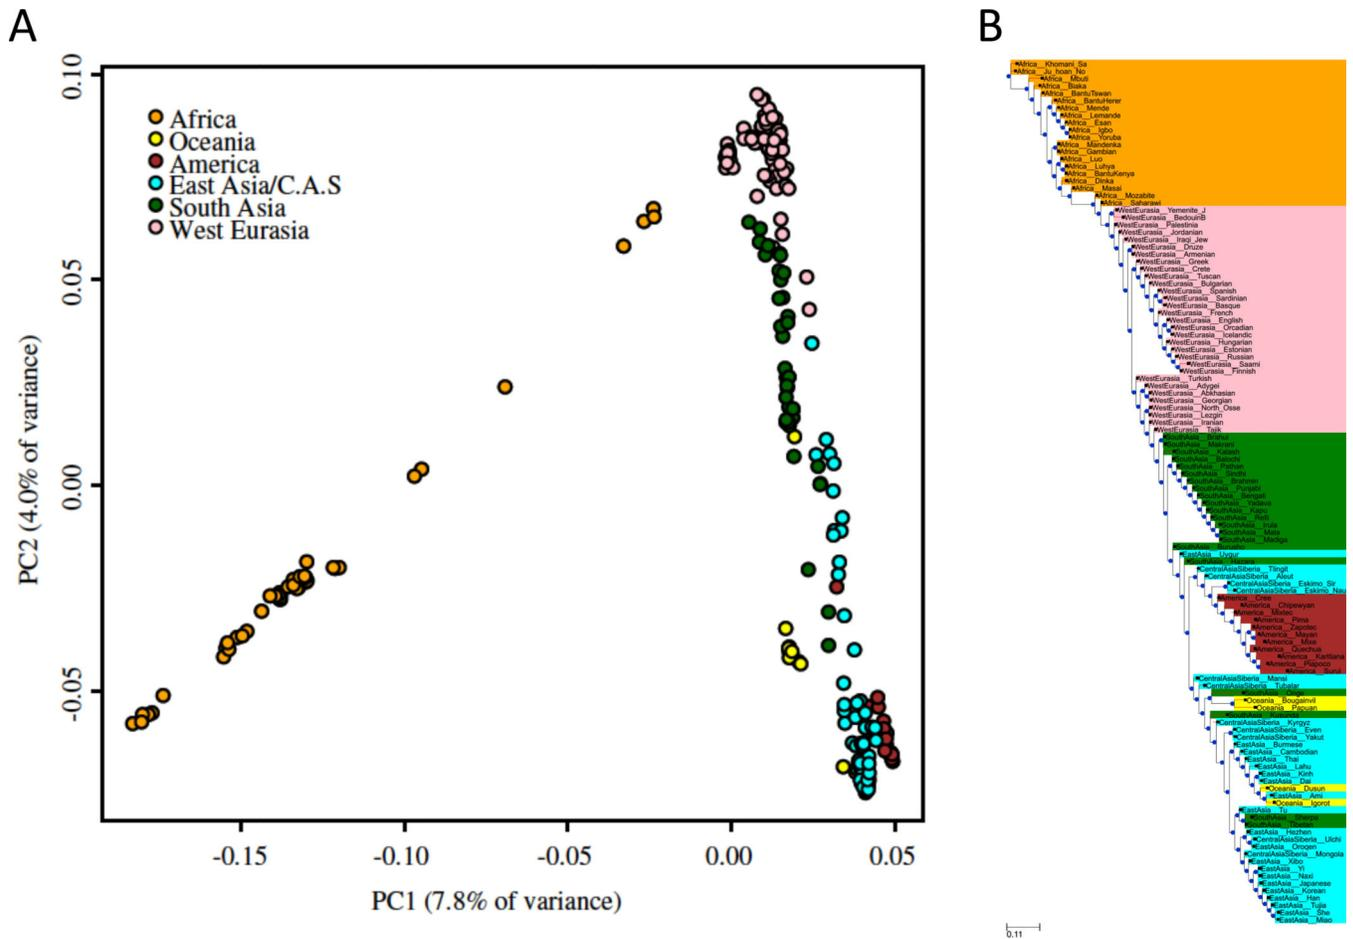 A
B
0.10
0.05
0.00
-0.05
PC2 (4.0% of variance)
Africa
Oceania
America
East Asia/C.A.S
South Asia
West Eurasia
-0.15
-0.10
-0.05
0.00
0.05
PC1 (7.8% of variance)
Africa__Khomani_Sa
Africa__Ju_hoan_No
Africa__Mbuti
Africa__Biaka
Africa__BantuTswan
Africa__BantuHerer
Africa__Mende
Africa__Lemande
Africa__Esan
Africa__Igbo
Africa__Yoruba
Africa__Mandenka
Africa__Gambian
Africa__Luo
Africa__Luhya
Africa__BantuKenya
Africa__Dinka
Africa__Masai
Africa__Mozabite
Africa__Saharawi
WestEurasia__Yemenite_J
WestEurasia__BedouinB
WestEurasia__Palestinia
WestEurasia__Jordanian
WestEurasia__Iraqi_Jew
WestEurasia__Druze
WestEurasia__Armenian
WestEurasia__Greek
WestEurasia__Crete
WestEurasia__Tuscan
WestEurasia__Bulgarian
WestEurasia__Spanish
WestEurasia__Sardinian
WestEurasia__Basque
WestEurasia__French
WestEurasia__English
WestEurasia__Orcadian
WestEurasia__Icelandic
WestEurasia__Hungarian
WestEurasia__Estonian
WestEurasia__Russian
WestEurasia__Saami
WestEurasia__Finnish
WestEurasia__Turkish
WestEurasia__Adygei
WestEurasia__Abkhasian
WestEurasia__Georgian
WestEurasia__North_Osse
WestEurasia__Lezgin
WestEurasia__Iranian
WestEurasia__Tajik
SouthAsia__Brahui
SouthAsia__Makrani
SouthAsia__Kalash
SouthAsia__Balochi
SouthAsia__Pathan
SouthAsia__Sindhi
SouthAsia__Brahmin
SouthAsia__Punjabi
SouthAsia__Bengali
SouthAsia__Yadava
SouthAsia__Kapu
SouthAsia__Relli
SouthAsia__Irula
SouthAsia__Mala
SouthAsia__Madiga
SouthAsia__Burusho
EastAsia__Uygur
SouthAsia__Hazara
CentralAsiaSiberia__Tlingit
CentralAsiaSiberia__Aleut
CentralAsiaSiberia__Eskimo_Sir
CentralAsiaSiberia__Eskimo_Nau
America__Cree
America__Chipewyan
America__Mixtec
America__Pima
America__Zapotec
America__Mayan
America__Mixe
America__Quechua
America__Karitiana
America__Piapoco
America__Surui
CentralAsiaSiberia__Mansi
CentralAsiaSiberia__Tubalar
SouthAsia__Onge
Oceania__Bougainvil
Oceania__Papuan
SouthAsia__Kusunda
CentralAsiaSiberia__Kyrgyz
CentralAsiaSiberia__Even
CentralAsiaSiberia__Yakut
EastAsia__Burmese
EastAsia__Cambodian
EastAsia__Thai
EastAsia__Lahu
EastAsia__Kinh
EastAsia__Dai
Oceania__Dusun
EastAsia__Ami
Oceania__Igorot
EastAsia__Tu
SouthAsia__Sherpa
SouthAsia__Tibetan
EastAsia__Hezhen
CentralAsiaSiberia__Ulchi
EastAsia__Oroqen
CentralAsiaSiberia__Mongola
EastAsia__Xibo
EastAsia__Yi
EastAsia__Naxi
EastAsia__Japanese
EastAsia__Korean
EastAsia__Han
EastAsia__Tujia
EastAsia__She
EastAsia__Miao
0.11